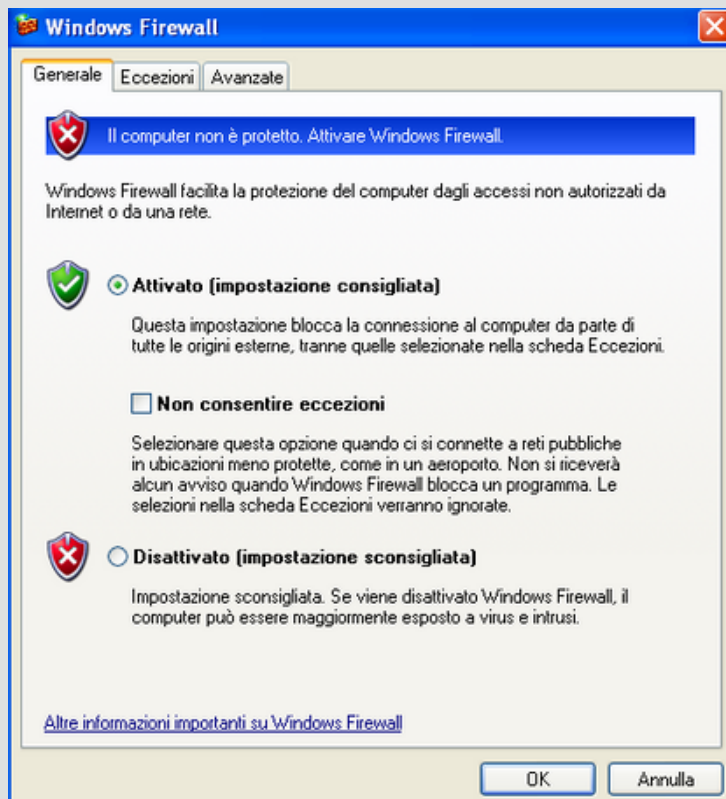 Windows Firewall
Generale Eccezioni Avanzate
Il computer non è protetto. Attivare Windows Firewall.
Windows Firewall facilita la protezione del computer dagli accessi non autorizzati da
Internet o da una rete.
Attivato (impostazione consigliata)
Questa impostazione blocca la connessione al computer da parte di
tutte le origini esterne, tranne quelle selezionate nella scheda Eccezioni.
Non consentire eccezioni
Selezionare questa opzione quando ci si connette a reti pubbliche
in ubicazioni meno protette, come in un aeroporto. Non si riceverà
alcun avviso quando Windows Firewall blocca un programma. Le
selezioni nella scheda Eccezioni verranno ignorate.
Disattivato (impostazione sconsigliata)
Impostazione sconsigliata. Se viene disattivato Windows Firewall, il
computer può essere maggiormente esposto a virus e intrusi.
Altre informazioni importanti su Windows Firewall
OK Annulla